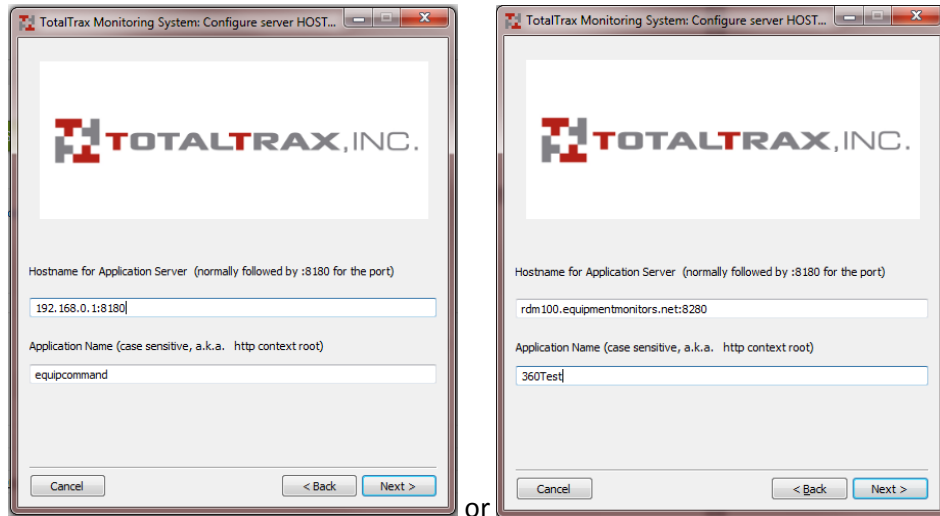 TotalTrax Monitoring System: Configure server HOST...
TOTALTRAX, INC.
Hostname for Application Server (normally followed by :8180 for the port)
192.168.0.1:8180
Application Name (case sensitive, a.k.a. http context root)
equipcommand
Cancel
< Back
Next >
or
TotalTrax Monitoring System: Configure server HOST...
TOTALTRAX, INC.
Hostname for Application Server (normally followed by :8180 for the port)
rdm100.equipmentmonitors.net:8280
Application Name (case sensitive, a.k.a. http context root)
360Test
Cancel
< Back
Next >